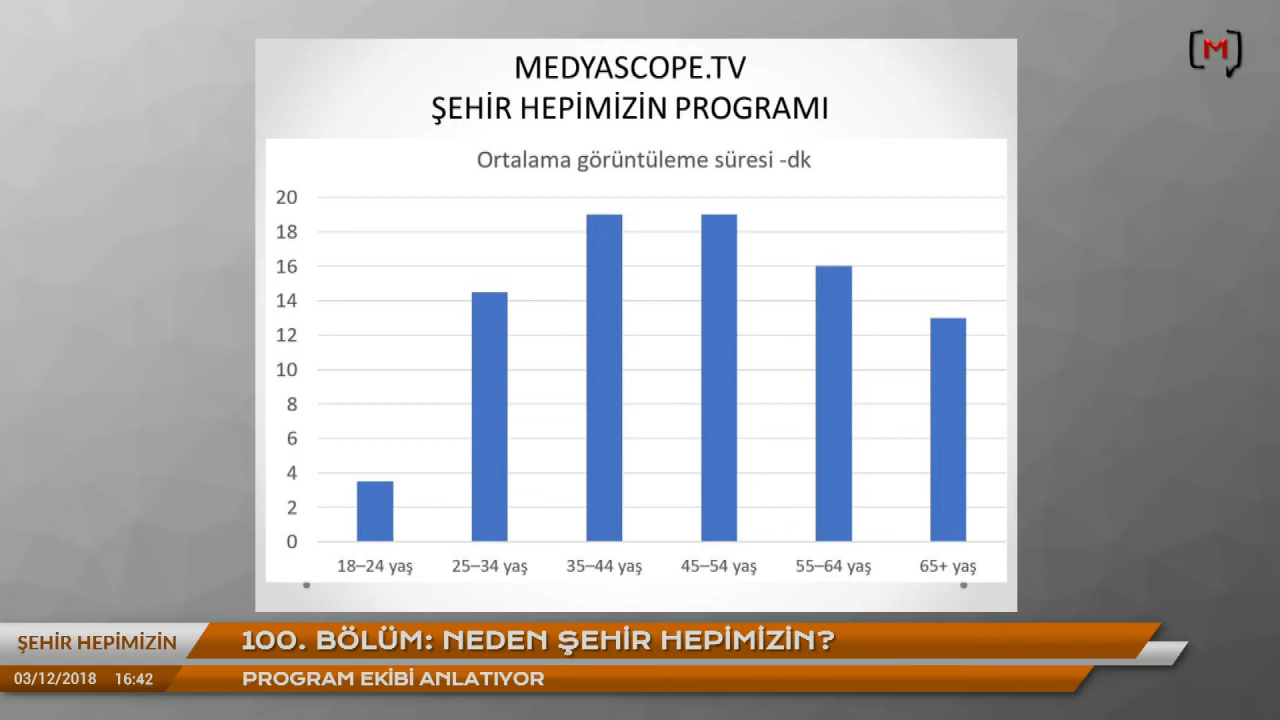 MEDYASCOPE.TV
ŞEHİR HEPİMİZİN PROGRAMI
Ortalama görüntüleme süresi -dk
20
18
16
14
12
10
8
6
4
2
0
18–24 yaş 25–34 yaş 35–44 yaş 45–54 yaş 55–64 yaş 65+ yaş
M
ŞEHİR HEPİMİZİN
100. BÖLÜM: NEDEN ŞEHİR HEPİMİZİN?
03/12/2018 16:42
PROGRAM EKİBİ ANLATIYOR